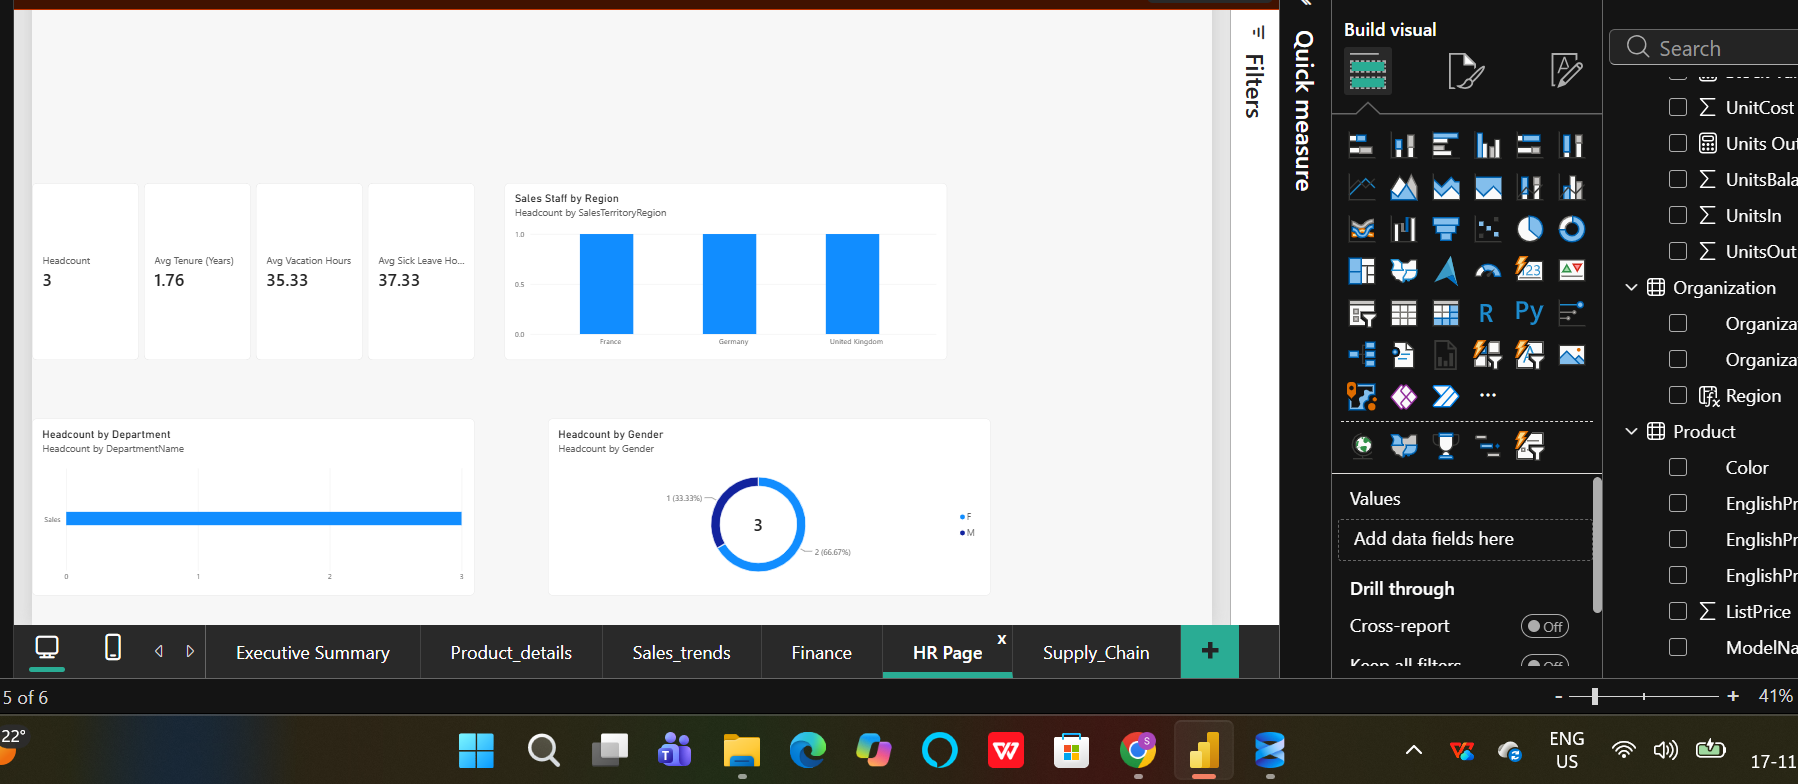 Filters
Quick measure
Build visual
Search
UnitCost
Units Out
UnitsBala
UnitsIn
UnitsOut
Organization
Organiza
Organiza
Region
Product
Color
EnglishPr
EnglishPr
EnglishPr
ListPrice
ModelNa
R
Py
123
Values
Add data fields here
Drill through
Cross-report
Off
Keep all filters
Off
Headcount
3
Avg Tenure (Years)
1.76
Avg Vacation Hours
35.33
Avg Sick Leave Ho...
37.33
Sales Staff by Region
Headcount by SalesTerritoryRegion
1.0
0.5
0.0
France
Germany
United Kingdom
Headcount by Department
Headcount by DepartmentName
Sales
0
1
2
3
Headcount by Gender
Headcount by Gender
1 (33.33%)
3
2 (66.67%)
F
M
Executive Summary
Product_details
Sales_trends
Finance
HR Page
x
Supply_Chain
+
5 of 6
- + 41%
22°
ENG
US
17-11